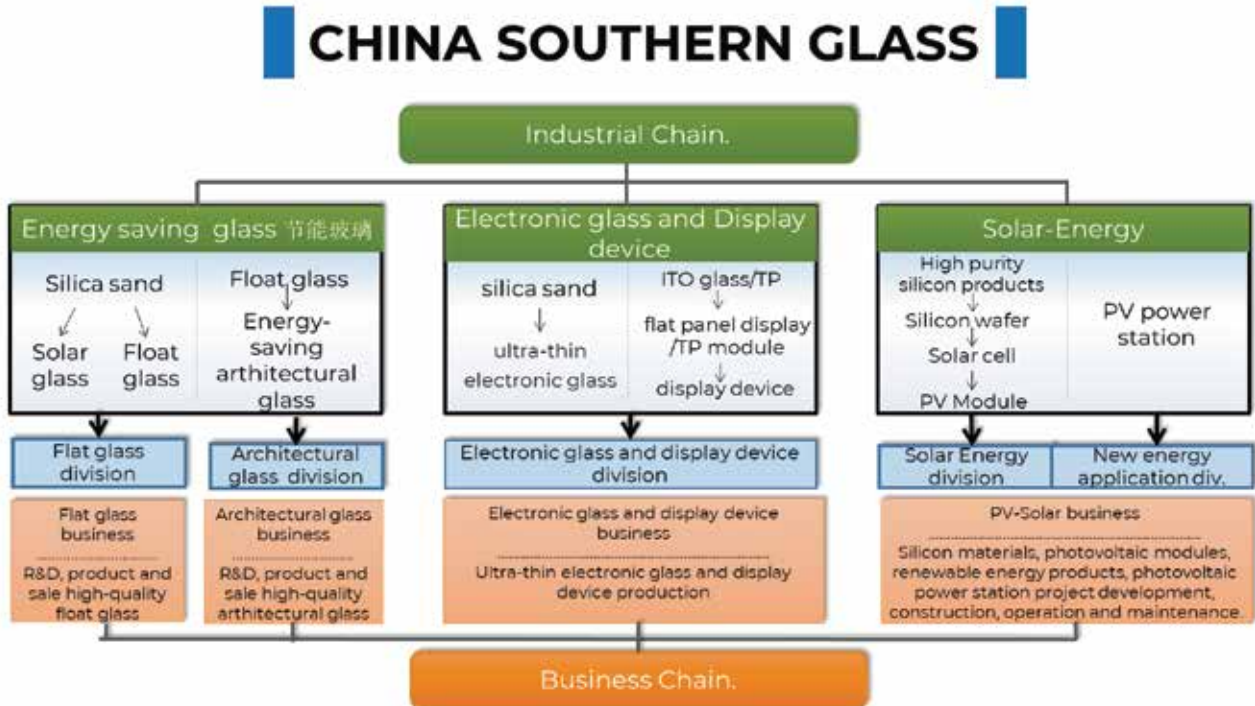 CHINA SOUTHERN GLASS
Industrial Chain.
Energy saving glass 节能玻璃
Silica sand
Solar
glass
Float
glass
Float glass
Energy-
saving
arthitectural
glass
Electronic glass and Display
device
silica sand
ultra-thin
electronic glass
ITO glass/TP
flat panel display
/TP module
display device
Solar-Energy
High purity
silicon products
Silicon wafer
Solar cell
PV Module
PV power
station
Flat glass
division
Architectural
glass division
Electronic glass and display device
division
Solar Energy
division
New energy
application div.
Flat glass
business
R&D, product and
sale high-quality
float glass
Architectural glass
business
R&D, product and
sale high-quality
arthitectural glass
Electronic glass and display device
business
Ultra-thin electronic glass and display
device production
PV-Solar business
Silicon materials, photovoltaic modules,
renewable energy products, photovoltaic
power station project development,
construction, operation and maintenance.
Business Chain.